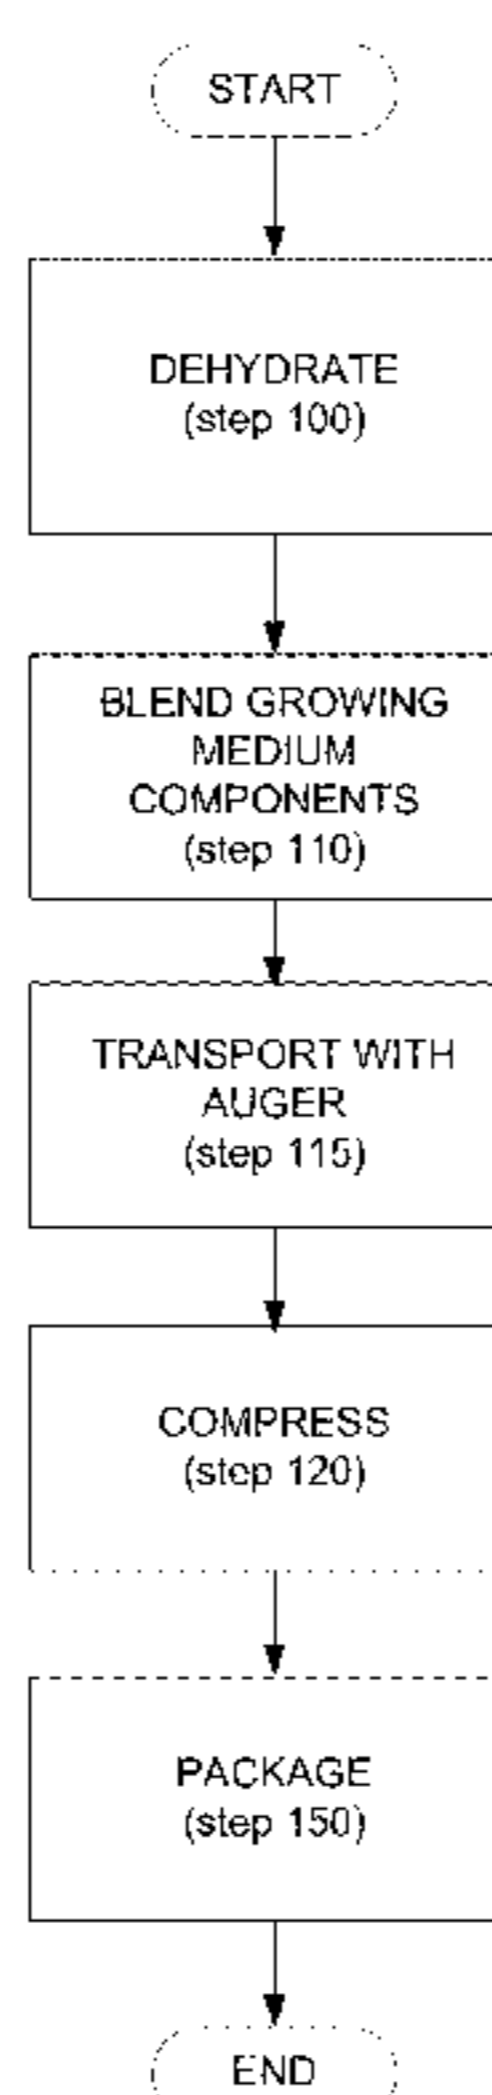 START
DEHYDRATE
(step 100)
BLEND GROWING
MEDIUM
COMPONENTS
(step 110)
TRANSPORT WITH
AUGER
(step 115)
COMPRESS
(step 120)
PACKAGE
(step 150)
END